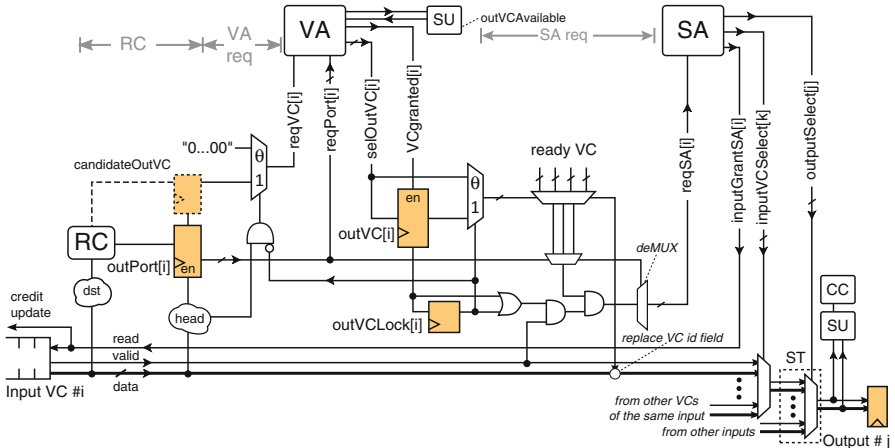 VA
SU
outVCAvailable
SA
RC
VA
req
SA req
reqVC[i]
reqPort[i]
selOutVC[i]
VCgranted[i]
reqSA[i]
inputGrantSA[i]
inputVCSelect[k]
outputSelect[j]
"0...00"
θ
1
candidateOutVC
ready VC
en
θ
1
outVC[i]
RC
outPort[i]
en
deMUX
dst
head
outVCLock[i]
CC
SU
credit
update
read
valid
data
replace VC id field
ST
Input VC #i
from other VCs
of the same input
from other inputs
Output # j